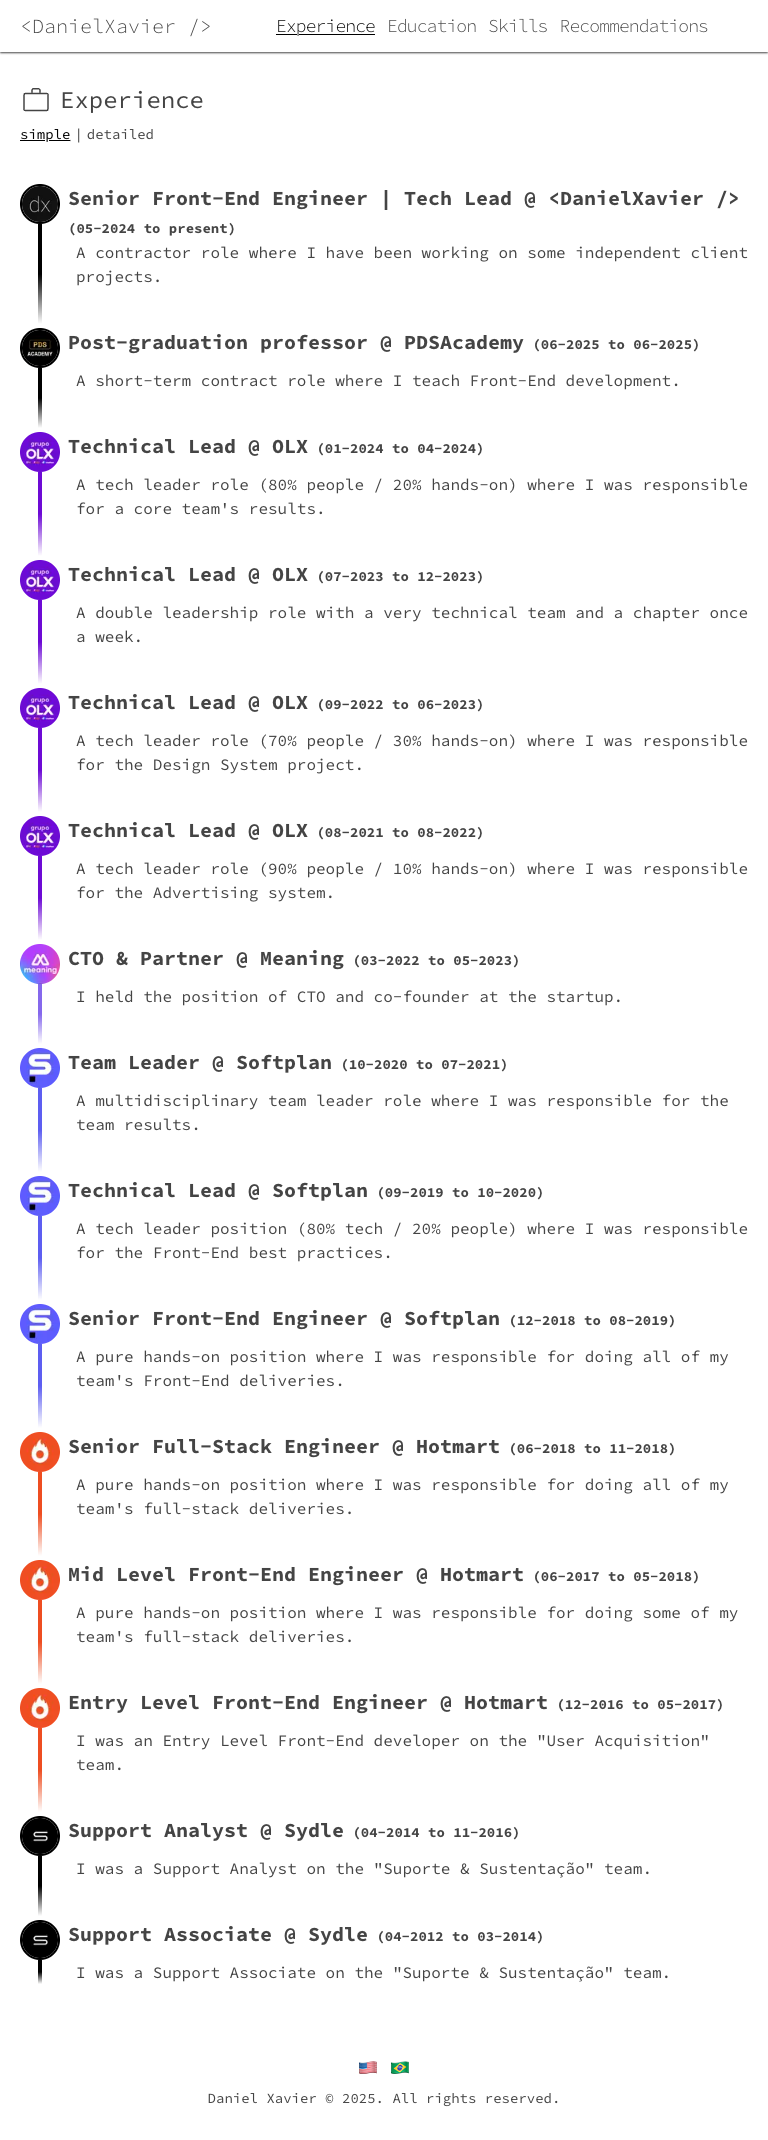 <DanielXavier />
Experience Education Skills Recommendations
Experience
simple | detailed
dx
Senior Front-End Engineer | Tech Lead @ <DanielXavier />
(05-2024 to present)
A contractor role where I have been working on some independent client
projects.
PDS
ACADEMY
Post-graduation professor @ PDSAcademy (06-2025 to 06-2025)
A short-term contract role where I teach Front-End development.
grupo
OLX
Technical Lead @ OLX (01-2024 to 04-2024)
A tech leader role (80% people / 20% hands-on) where I was responsible
for a core team's results.
grupo
OLX
Technical Lead @ OLX (07-2023 to 12-2023)
A double leadership role with a very technical team and a chapter once
a week.
grupo
OLX
Technical Lead @ OLX (09-2022 to 06-2023)
A tech leader role (70% people / 30% hands-on) where I was responsible
for the Design System project.
grupo
OLX
Technical Lead @ OLX (08-2021 to 08-2022)
A tech leader role (90% people / 10% hands-on) where I was responsible
for the Advertising system.
meaning
CTO & Partner @ Meaning (03-2022 to 05-2023)
I held the position of CTO and co-founder at the startup.
Team Leader @ Softplan (10-2020 to 07-2021)
A multidisciplinary team leader role where I was responsible for the
team results.
Technical Lead @ Softplan (09-2019 to 10-2020)
A tech leader position (80% tech / 20% people) where I was responsible
for the Front-End best practices.
Senior Front-End Engineer @ Softplan (12-2018 to 08-2019)
A pure hands-on position where I was responsible for doing all of my
team's Front-End deliveries.
Senior Full-Stack Engineer @ Hotmart (06-2018 to 11-2018)
A pure hands-on position where I was responsible for doing all of my
team's full-stack deliveries.
Mid Level Front-End Engineer @ Hotmart (06-2017 to 05-2018)
A pure hands-on position where I was responsible for doing some of my
team's full-stack deliveries.
Entry Level Front-End Engineer @ Hotmart (12-2016 to 05-2017)
I was an Entry Level Front-End developer on the "User Acquisition"
team.
Support Analyst @ Sydle (04-2014 to 11-2016)
I was a Support Analyst on the "Suporte & Sustentação" team.
Support Associate @ Sydle (04-2012 to 03-2014)
I was a Support Associate on the "Suporte & Sustentação" team.
Daniel Xavier © 2025. All rights reserved.